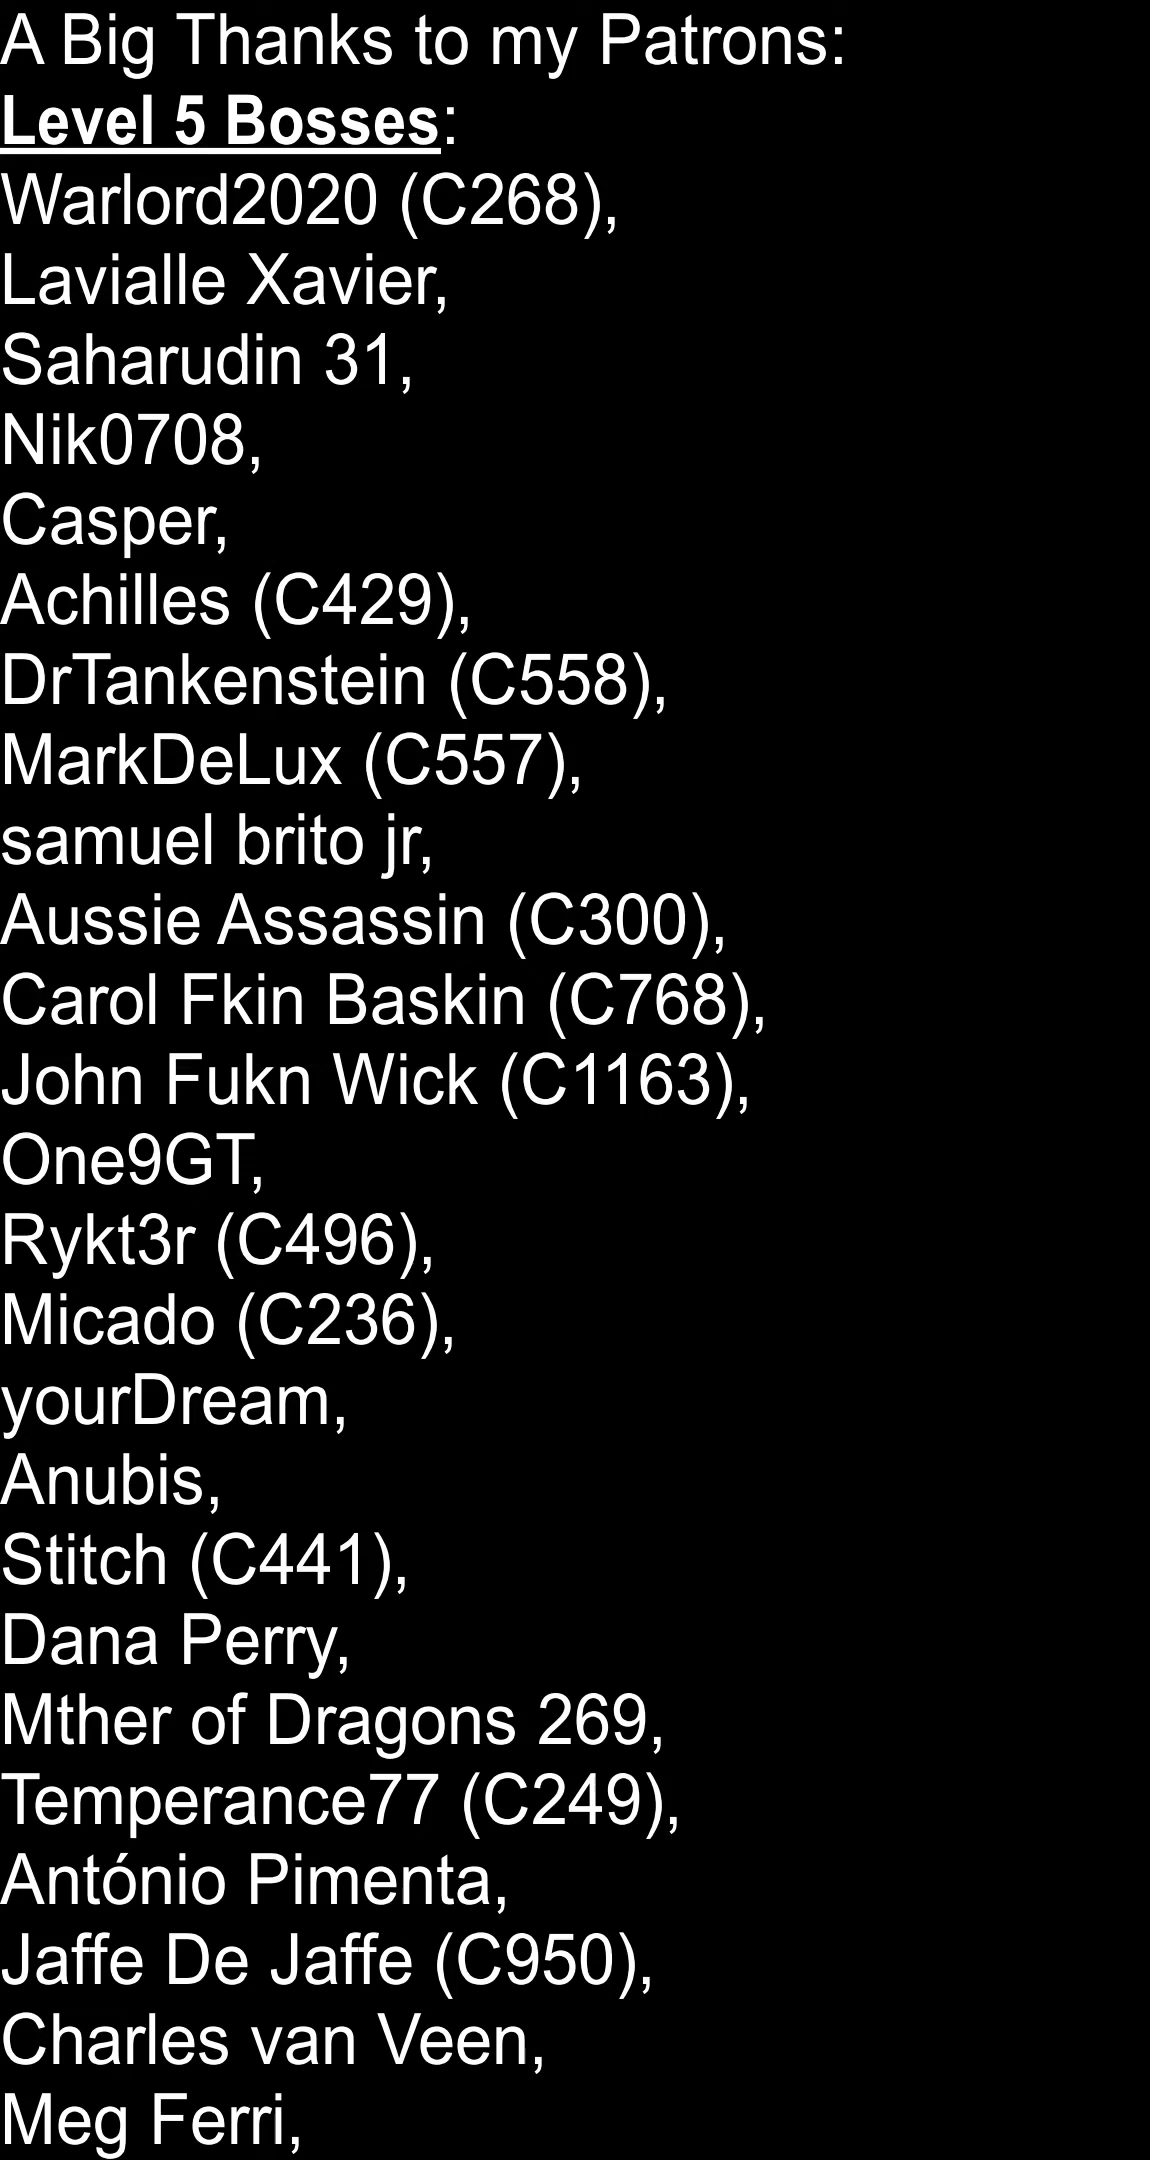 A Big Thanks to my Patrons:
Level 5 Bosses:
Warlord2020 (C268),
Lavialle Xavier,
Saharudin 31,
Nik0708,
Casper,
Achilles (C429),
DrTankenstein (C558),
MarkDeLux (C557),
samuel brito jr,
Aussie Assassin (C300),
Carol Fkin Baskin (C768),
John Fukn Wick (C1163),
One9GT,
Rykt3r (C496),
Micado (C236),
yourDream,
Anubis,
Stitch (C441),
Dana Perry,
Mther of Dragons 269,
Temperance77 (C249),
António Pimenta,
Jaffe De Jaffe (C950),
Charles van Veen,
Meg Ferri,